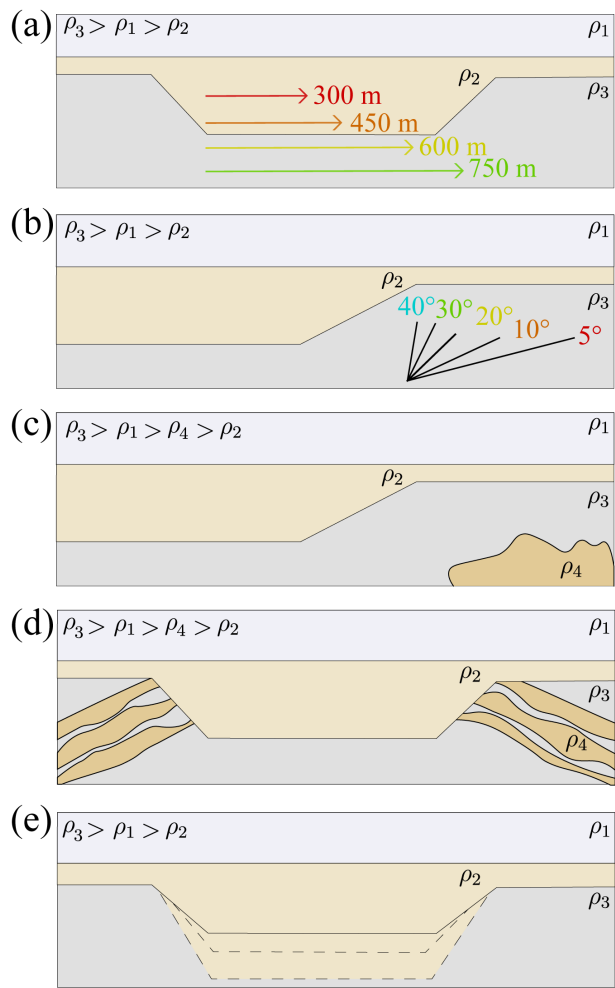 (a)
ρ₃ > ρ₁ > ρ₂
ρ₁
ρ₂
ρ₃
300 m
450 m
600 m
750 m
(b)
ρ₃ > ρ₁ > ρ₂
ρ₁
ρ₂
ρ₃
40° 30° 20° 10° 5°
(c)
ρ₃ > ρ₁ > ρ₄ > ρ₂
ρ₁
ρ₂
ρ₃
ρ₄
(d)
ρ₃ > ρ₁ > ρ₄ > ρ₂
ρ₁
ρ₂
ρ₃
ρ₄
(e)
ρ₃ > ρ₁ > ρ₂
ρ₁
ρ₂
ρ₃